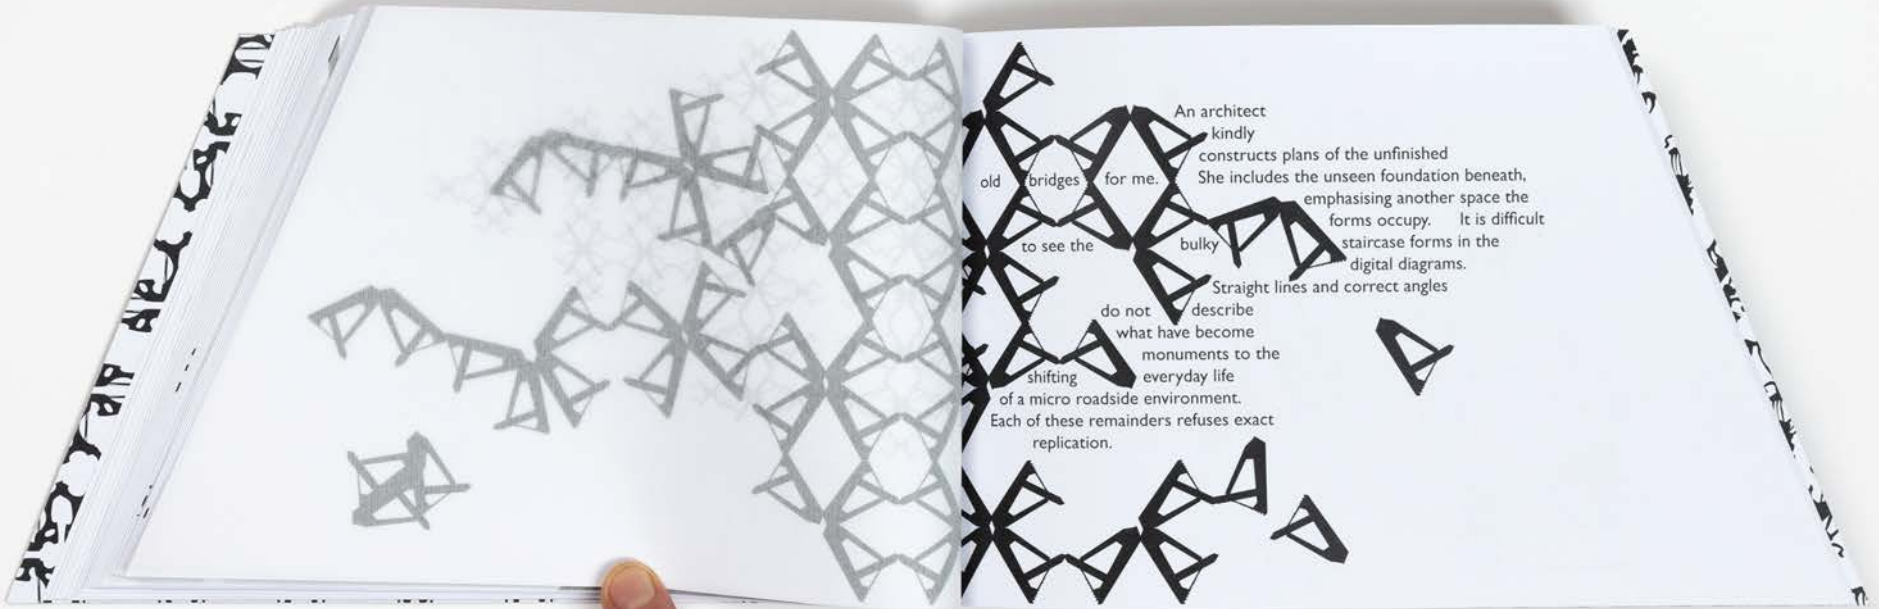 An architect
kindly
constructs plans of the unfinished
old bridges for me. She includes the unseen foundation beneath,
emphasising another space the
forms occupy. It is difficult
to see the bulky staircase forms in the
digital diagrams.
Straight lines and correct angles
do not describe
what have become
monuments to the
shifting everyday life
of a micro roadside environment.
Each of these remainders refuses exact
replication.